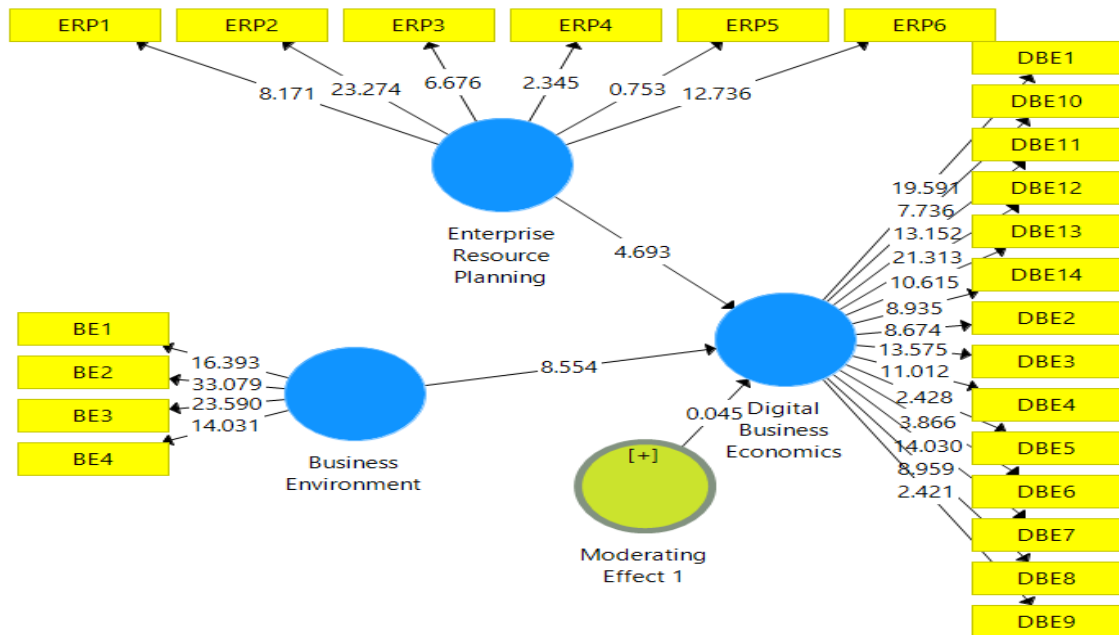 ERP1
ERP2
ERP3
ERP4
ERP5
ERP6
8.171
23.274
6.676
2.345
0.753
12.736
Enterprise
Resource
Planning
4.693
BE1
BE2
BE3
BE4
16.393
33.079
23.590
14.031
Business
Environment
8.554
0.045
[+]
Moderating
Effect 1
Digital
Business
Economics
19.591
7.736
13.152
21.313
10.615
8.935
8.674
13.575
11.012
2.428
3.866
14.030
8.959
2.421
DBE1
DBE10
DBE11
DBE12
DBE13
DBE14
DBE2
DBE3
DBE4
DBE5
DBE6
DBE7
DBE8
DBE9